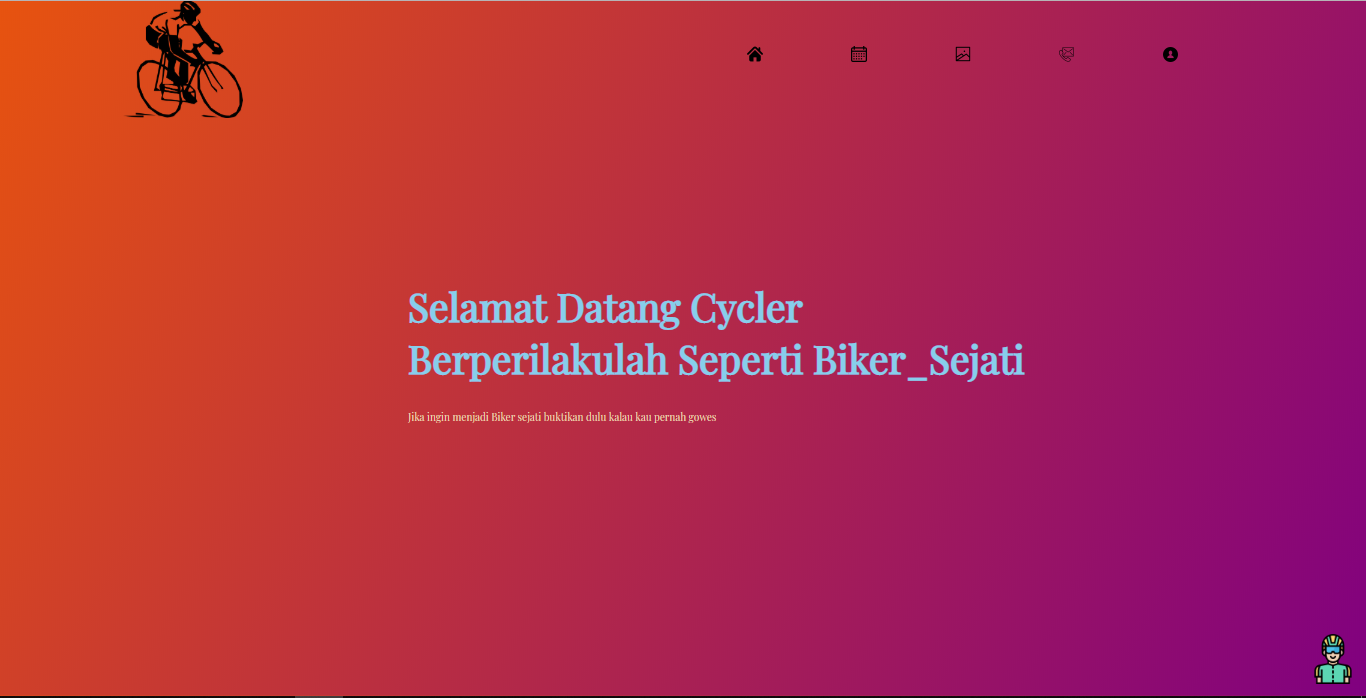 Selamat Datang Cycler
Berperilakulah Seperti Biker_Sejati
Jika ingin menjadi Biker sejati buktikan dulu kalau kau pernah gowes